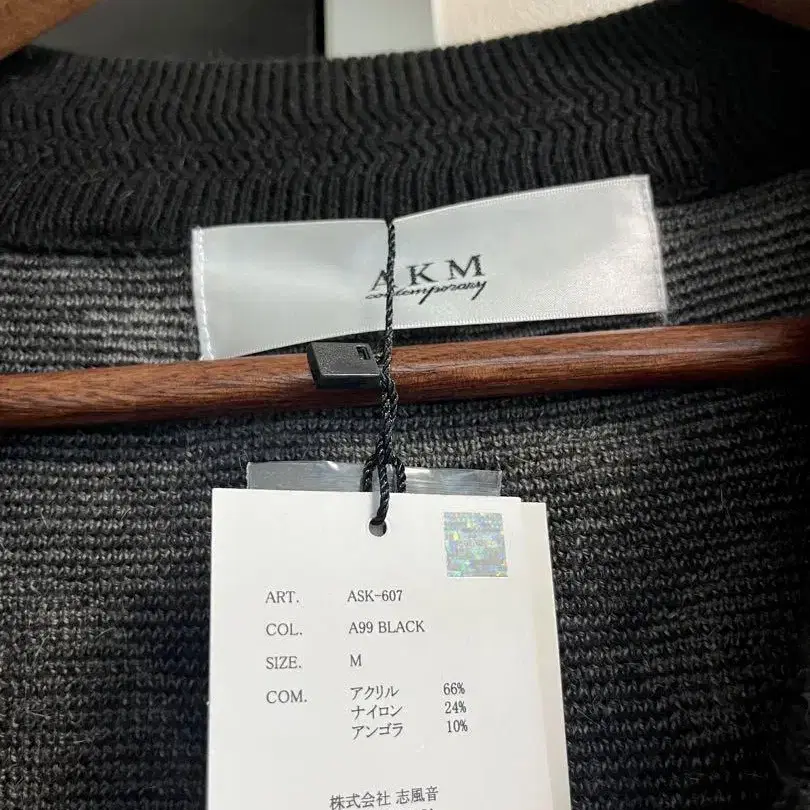 AKM
contemporary
ART. ASK-607
COL. A99 BLACK
SIZE. M
COM. アクリル 66%
ナイロン 24%
アンゴラ 10%
株式会社 志風音